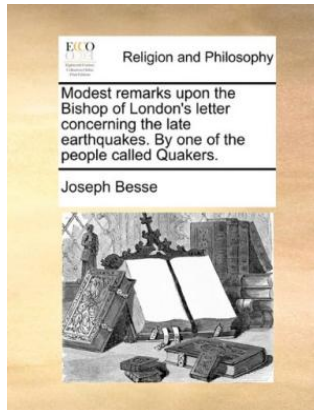 ECCO
Religion and Philosophy
Modest remarks upon the
Bishop of London's letter
concerning the late
earthquakes. By one of the
people called Quakers.
Joseph Besse